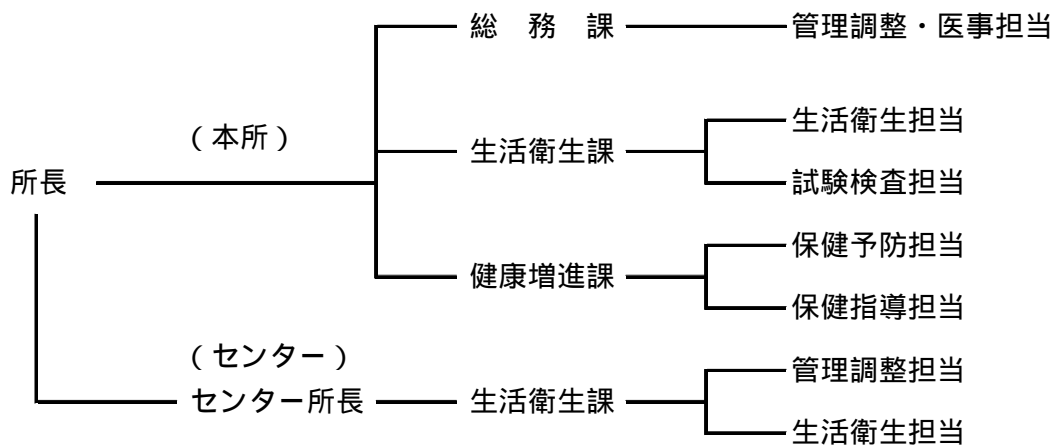 総　務　課
管理調整・医事担当
生活衛生担当
（本所）
生活衛生課
所長
試験検査担当
保健予防担当
健康増進課
保健指導担当
（センター）
管理調整担当
センター所長
生活衛生課
生活衛生担当